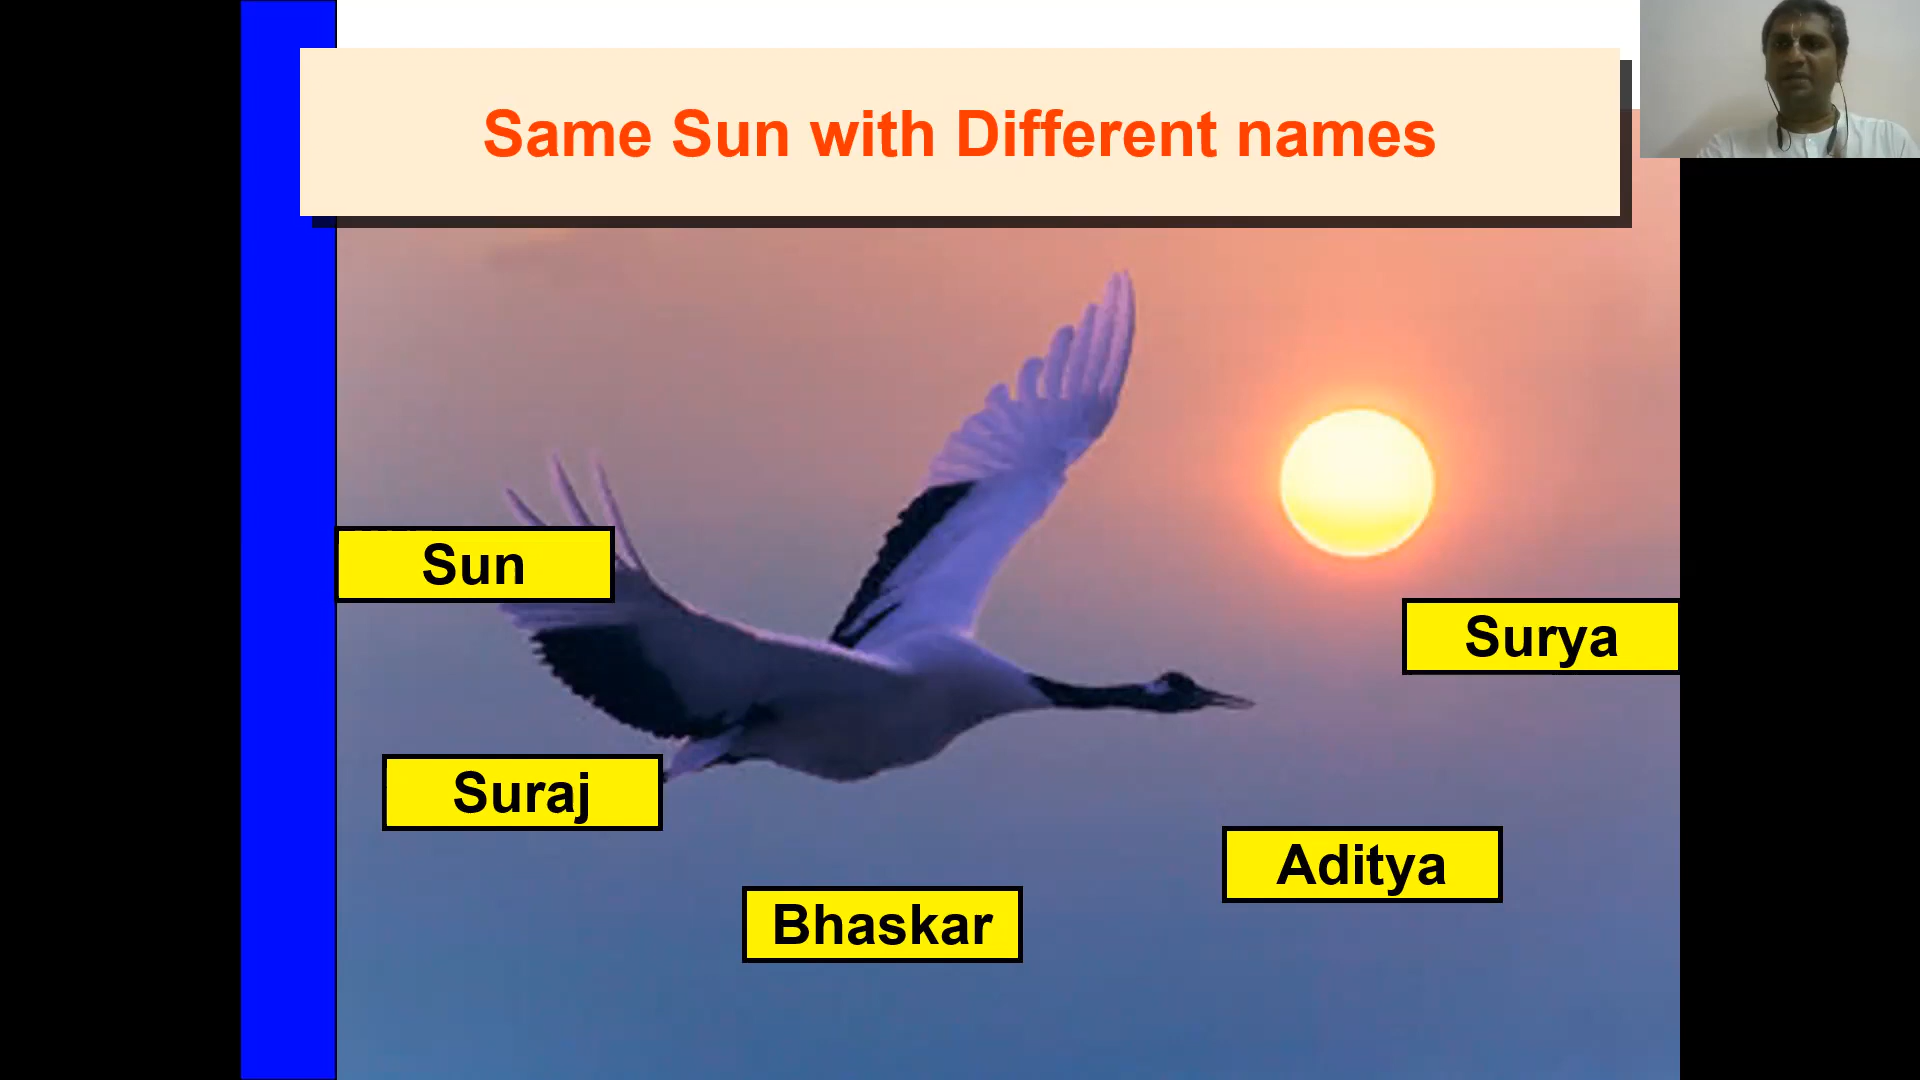 Same Sun with Different names
Sun
Surya
Suraj
Aditya
Bhaskar